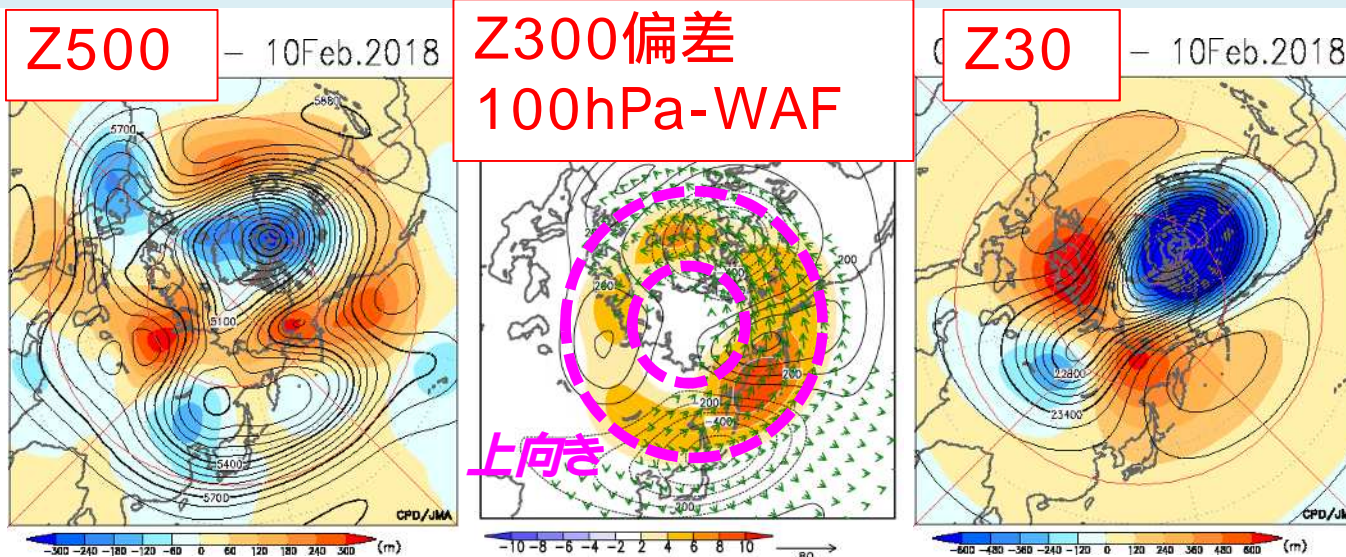 Z500
- 10Feb.2018
Z300偏差
100hPa-WAF
Z30
- 10Feb.2018
5880
5700
5100
5400
5700
CPD/JMA
-300 -240 -180 -120 -60 0 60 120 180 240 300 (m)
200
200
-200
-400
上向き
-10 -8 -6 -4 -2 2 4 6 8 10
80
22800
23400
CPD/JM
-600 -480 -360 -240 -120 0 120 240 360 480 600 (m)